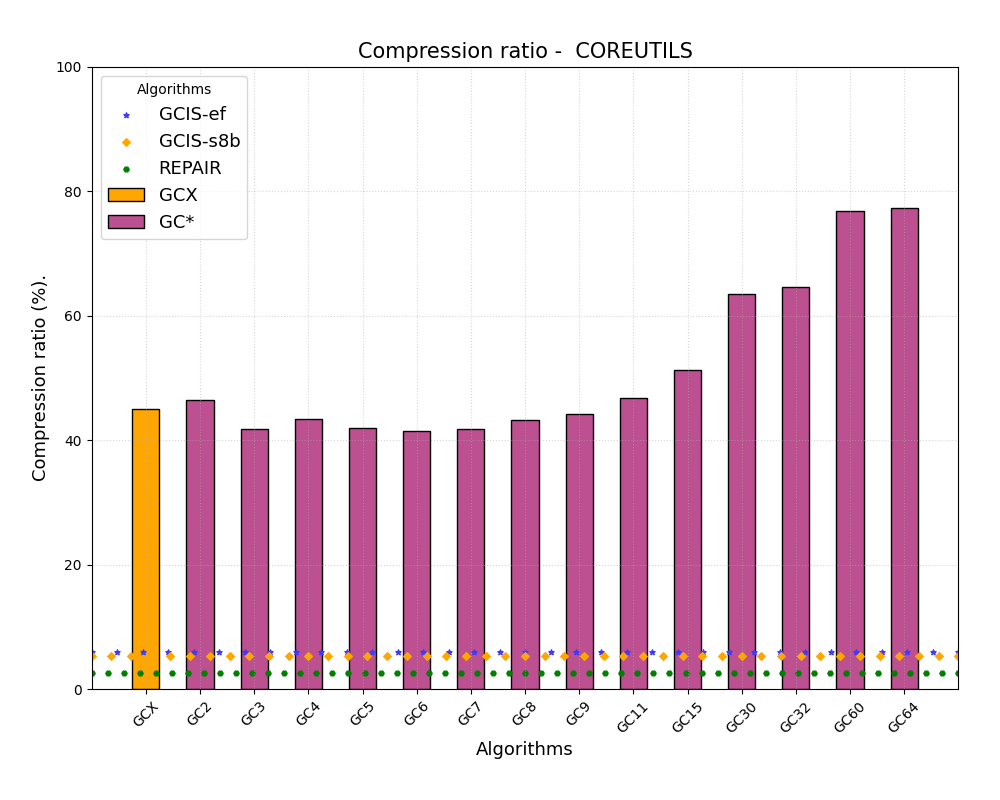 Compression ratio -  COREUTILS
Compression ratio (%).
100
80
60
40
20
0
Algorithms
GCIS-ef
GCIS-s8b
REPAIR
GCX
GC*
GCX
GC2
GC3
GC4
GC5
GC6
GC7
GC8
GC9
GC11
GC15
GC30
GC32
GC60
GC64
Algorithms